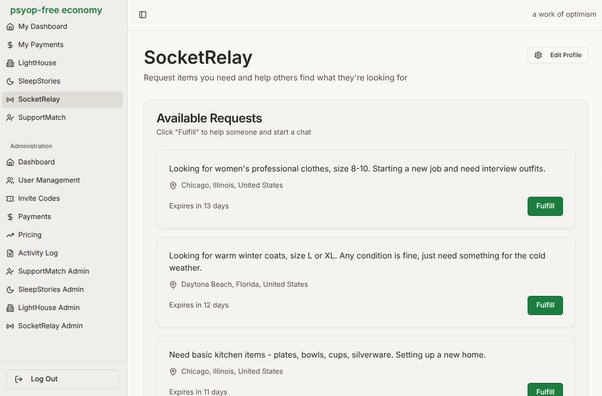 psyop-free economy
My Dashboard
My Payments
LightHouse
SleepStories
SocketRelay
SupportMatch
Administration
Dashboard
User Management
Invite Codes
Payments
Pricing
Activity Log
SupportMatch Admin
SleepStories Admin
LightHouse Admin
SocketRelay Admin
Log Out
a work of optimism
SocketRelay
Edit Profile
Request items you need and help others find what they're looking for
Available Requests
Click "Fulfill" to help someone and start a chat
Looking for women's professional clothes, size 8-10. Starting a new job and need interview outfits.
Chicago, Illinois, United States
Expires in 13 days
Fulfill
Looking for warm winter coats, size L or XL. Any condition is fine, just need something for the cold
weather.
Daytona Beach, Florida, United States
Expires in 12 days
Fulfill
Need basic kitchen items - plates, bowls, cups, silverware. Setting up a new home.
Chicago, Illinois, United States
Expires in 11 days
Fulfill